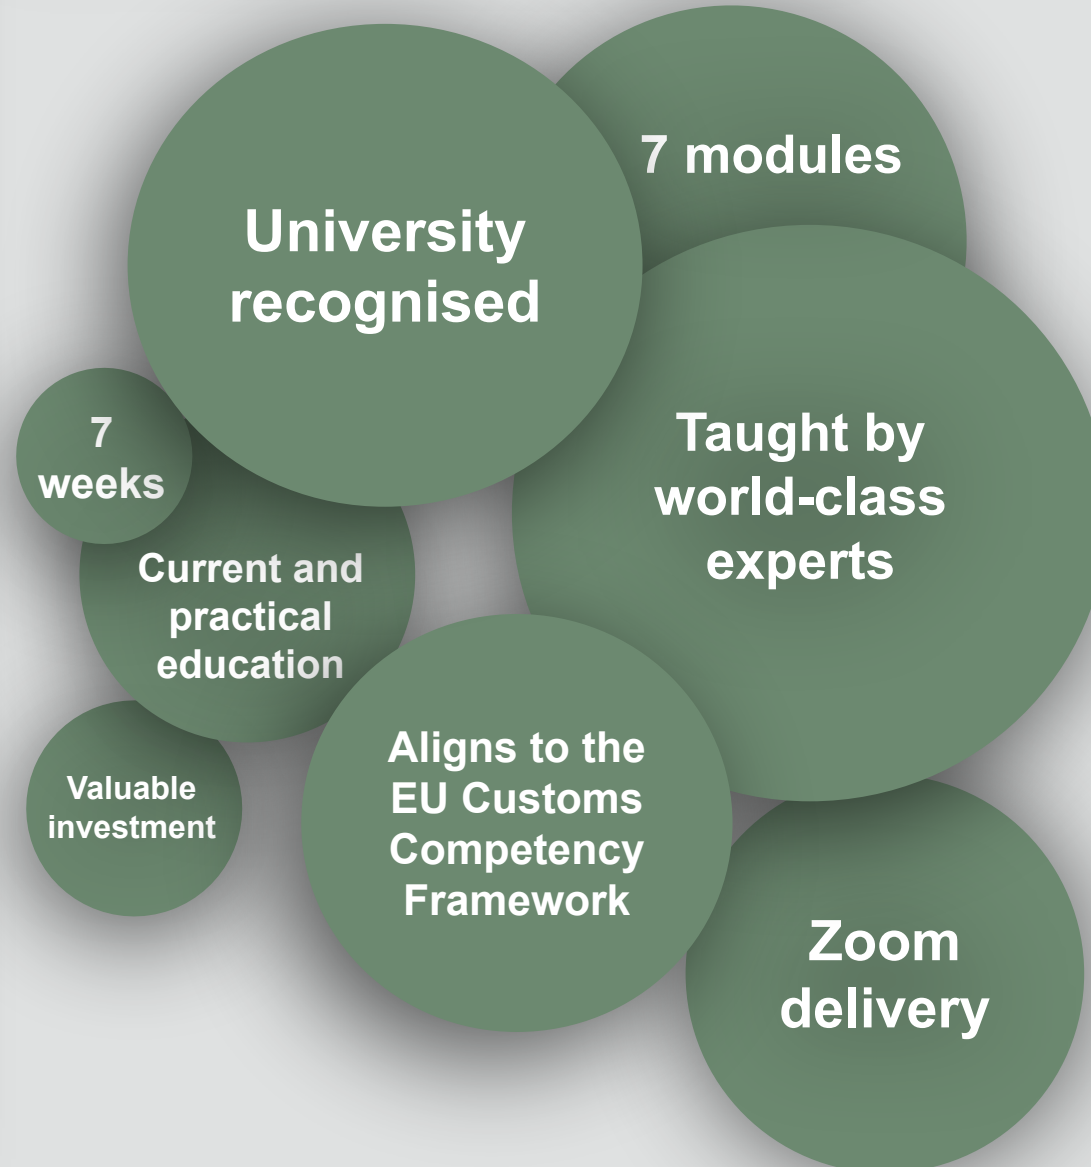 7 modules
University
recognised
7
weeks
Taught by
world-class
experts
Current and
practical
education
Aligns to the
EU Customs
Competency
Framework
Valuable
investment
Zoom
delivery